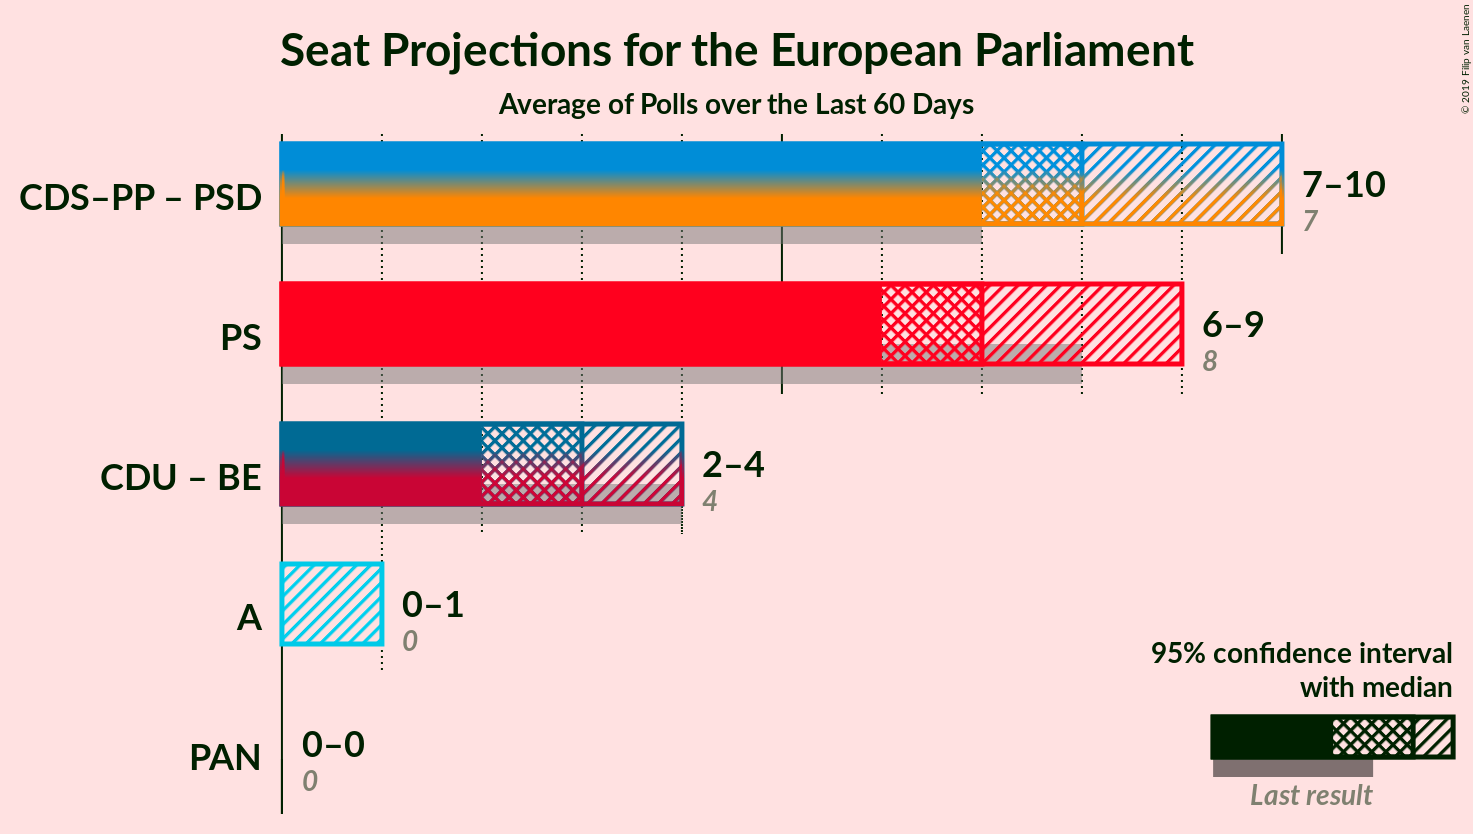 Seat Projections for the European Parliament
Average of Polls over the Last 60 Days
© 2019 Filip van Laenen
CDS–PP – PSD
7–10
7
PS
6–9
8
CDU – BE
2–4
4
A
0–1
0
PAN
0–0
0
95% confidence interval
with median
Last result